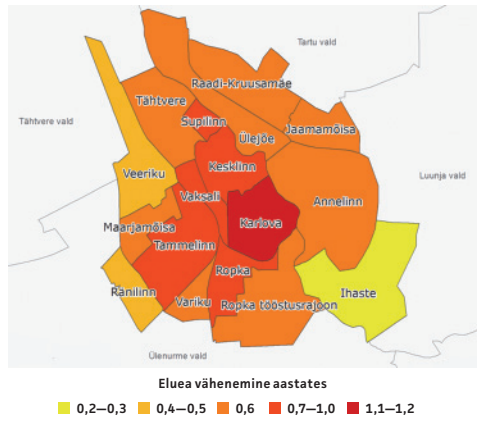 Tartu vald
Raadi-Kruusamäe
Tähtvere
Supilinn
Tähtvere vald
Ülejõe
Jaamamõisa
Kesklinn
Veeriku
Luunja vald
Vaksali
Annelinn
Maarjamõisa
Karlova
Tammelinn
Ropka
Ränilinn
Ihaste
Variku
Ropka tööstusrajoon
Ülenurme vald
Eluea vähenemine aastates
0,2—0,3 0,4—0,5 0,6 0,7—1,0 1,1—1,2